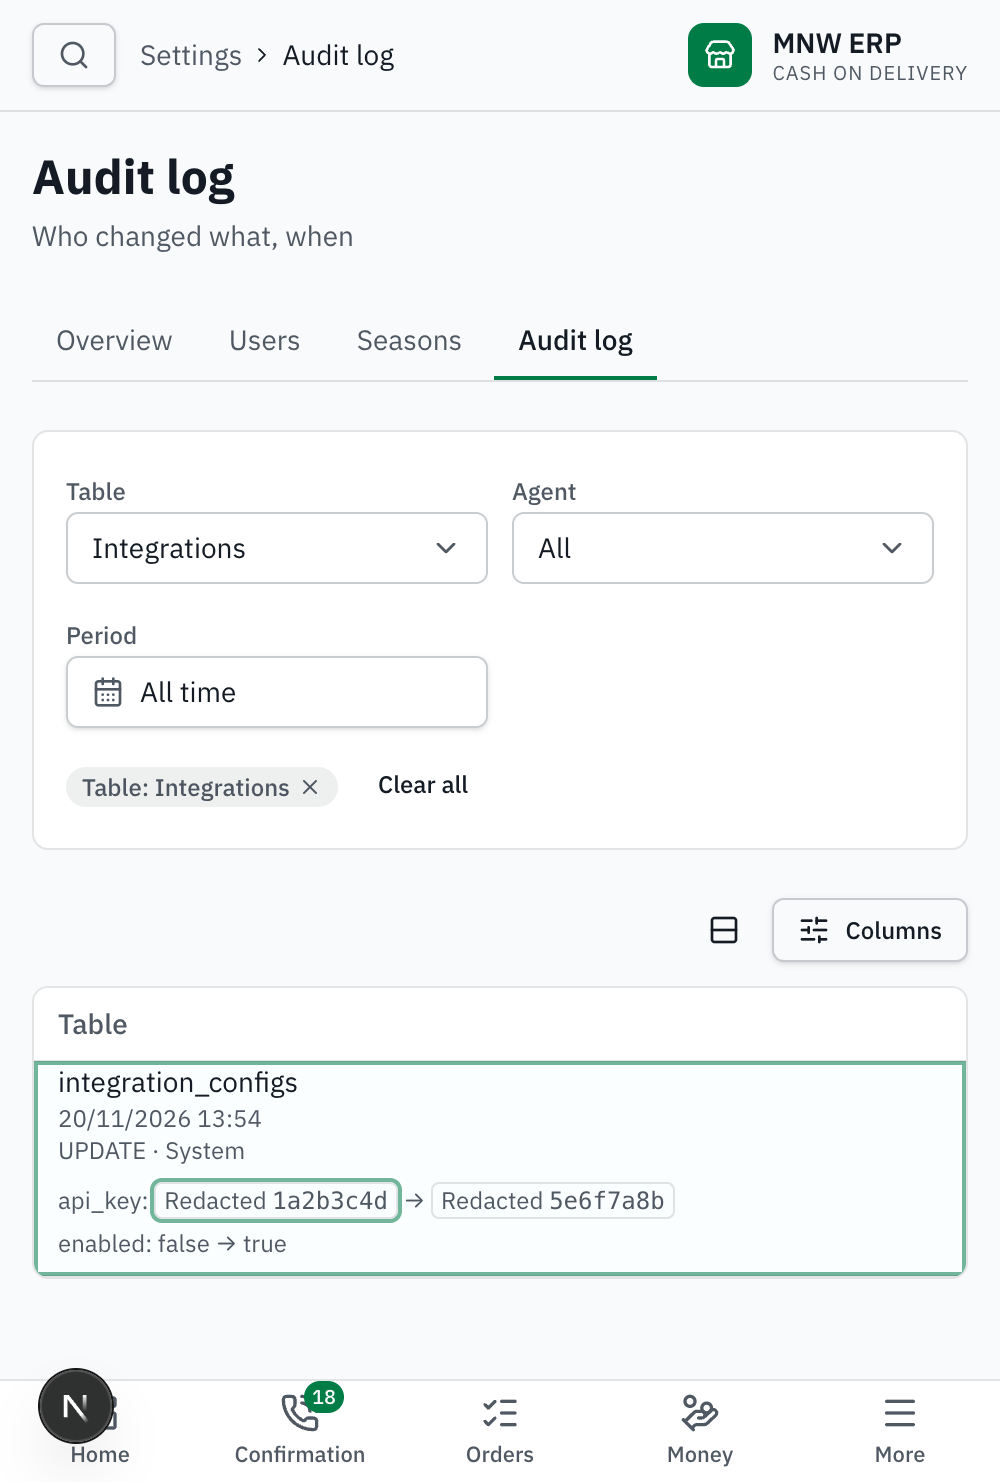 Settings > Audit log
MNW ERP
CASH ON DELIVERY
Audit log
Who changed what, when
Overview Users Seasons Audit log
Table Agent
Integrations All
Period
All time
Table: Integrations × Clear all
Columns
Table
integration_configs
20/11/2026 13:54
UPDATE · System
api_key: Redacted 1a2b3c4d → Redacted 5e6f7a8b
enabled: false → true
N
18
Home Confirmation Orders Money More